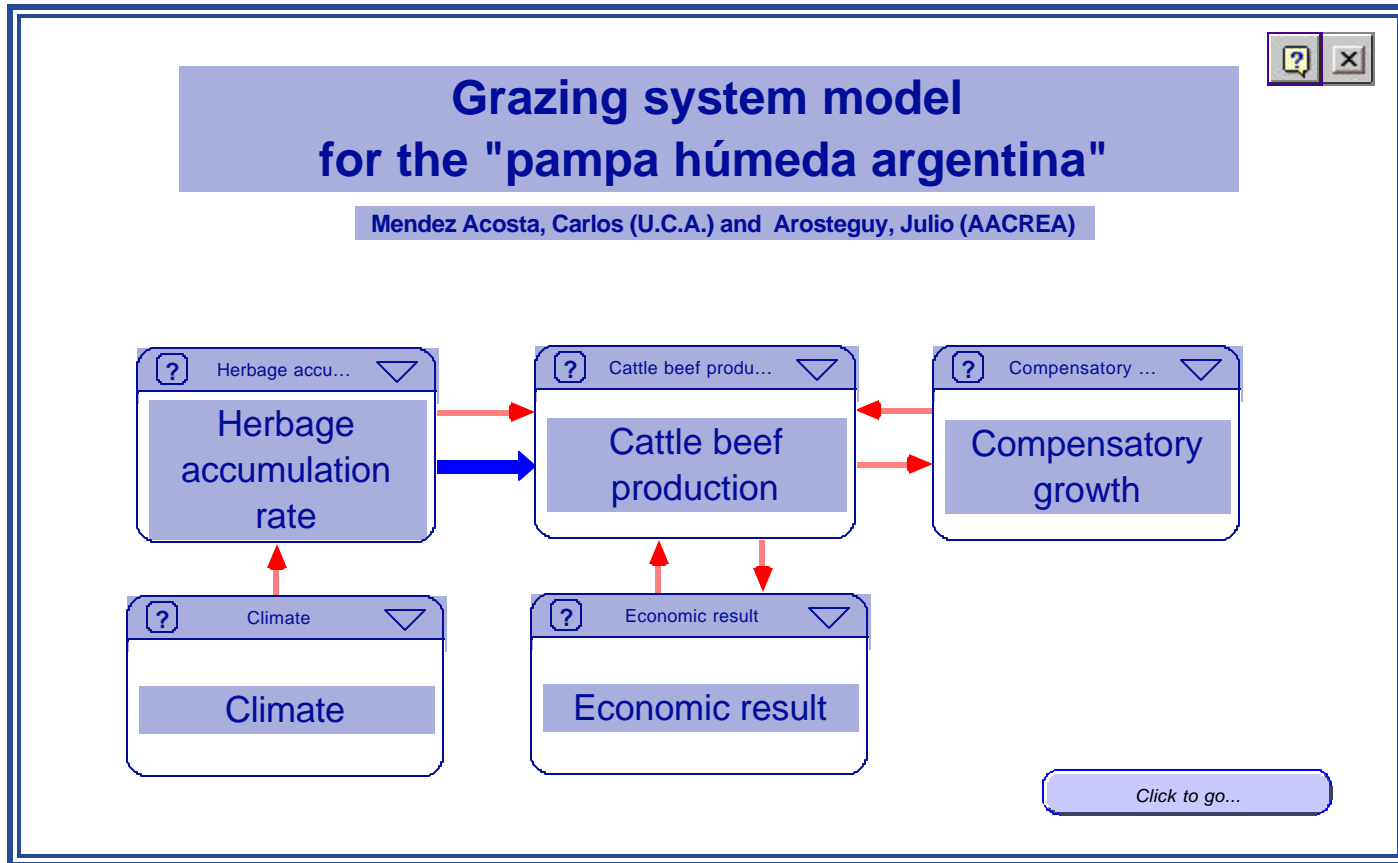 Grazing system model
for the "pampa húmeda argentina"
Mendez Acosta, Carlos (U.C.A.) and Arosteguy, Julio (AACREA)
? Herbage accu...
Herbage
accumulation
rate
? Cattle beef produ...
Cattle beef
production
? Compensatory ...
Compensatory
growth
? Climate
Climate
? Economic result
Economic result
Click to go...
?